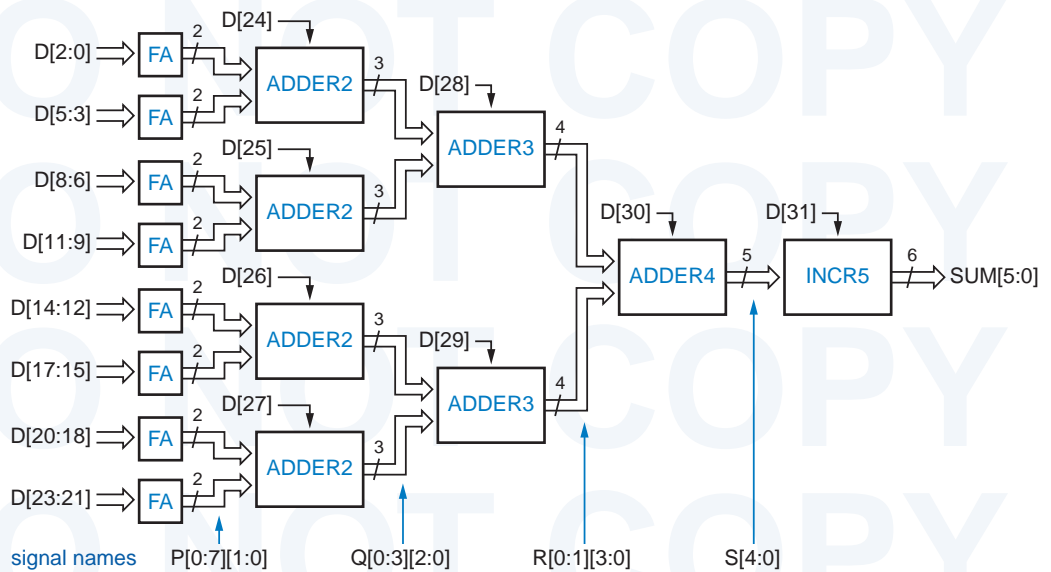 DO NOT COPY
DO NOT COPY
DO NOT COPY
DO NOT COPY
D[24]
D[2:0] FA 2
ADDER2 3
D[5:3] FA 2
D[28]
ADDER3 4
D[25]
D[8:6] FA 2
ADDER2 3
D[11:9] FA 2
D[30] D[31]
ADDER4 5 INCR5 6 SUM[5:0]
D[26]
D[14:12] FA 2
ADDER2 3
D[17:15] FA 2
D[29]
ADDER3 4
D[27]
D[20:18] FA 2
ADDER2 3
D[23:21] FA 2
signal names P[0:7][1:0] Q[0:3][2:0] R[0:1][3:0] S[4:0]